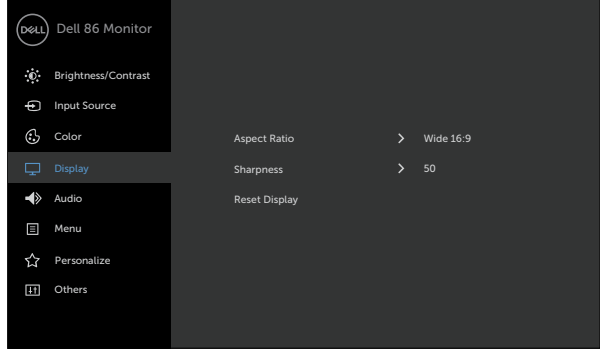 DELL Dell 86 Monitor
Brightness/Contrast
Input Source
Color
Display
Audio
Menu
Personalize
Others
Aspect Ratio > Wide 16:9
Sharpness > 50
Reset Display